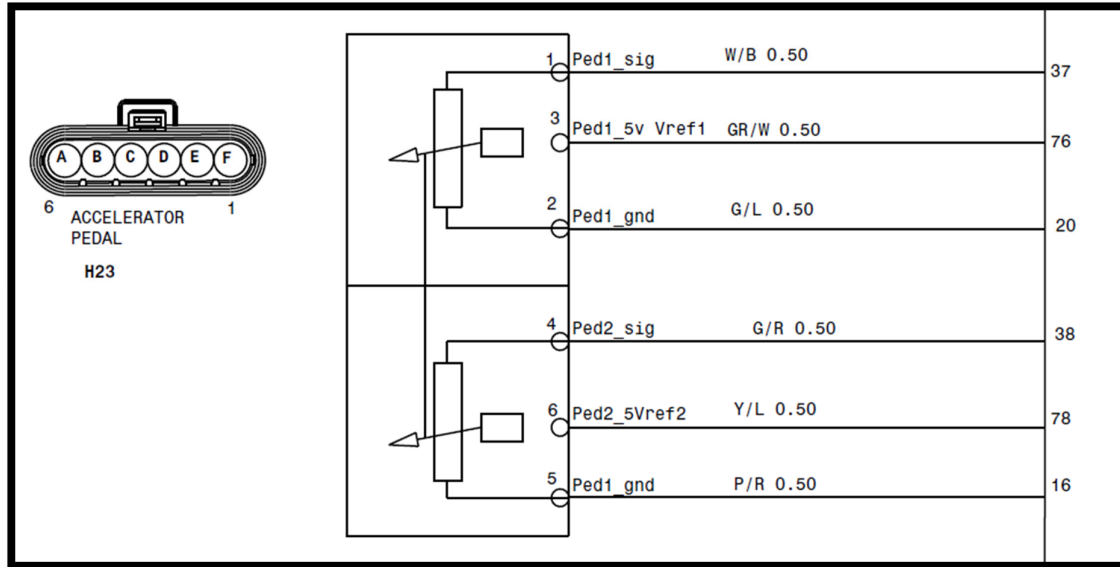 A B C D E F
6 1
ACCELERATOR
PEDAL
H23
1 Ped1_sig W/B 0.50 37
3 Ped1_5v Vref1 GR/W 0.50 76
2 Ped1_gnd G/L 0.50 20
4 Ped2_sig G/R 0.50 38
6 Ped2_5Vref2 Y/L 0.50 78
5 Ped1_gnd P/R 0.50 16